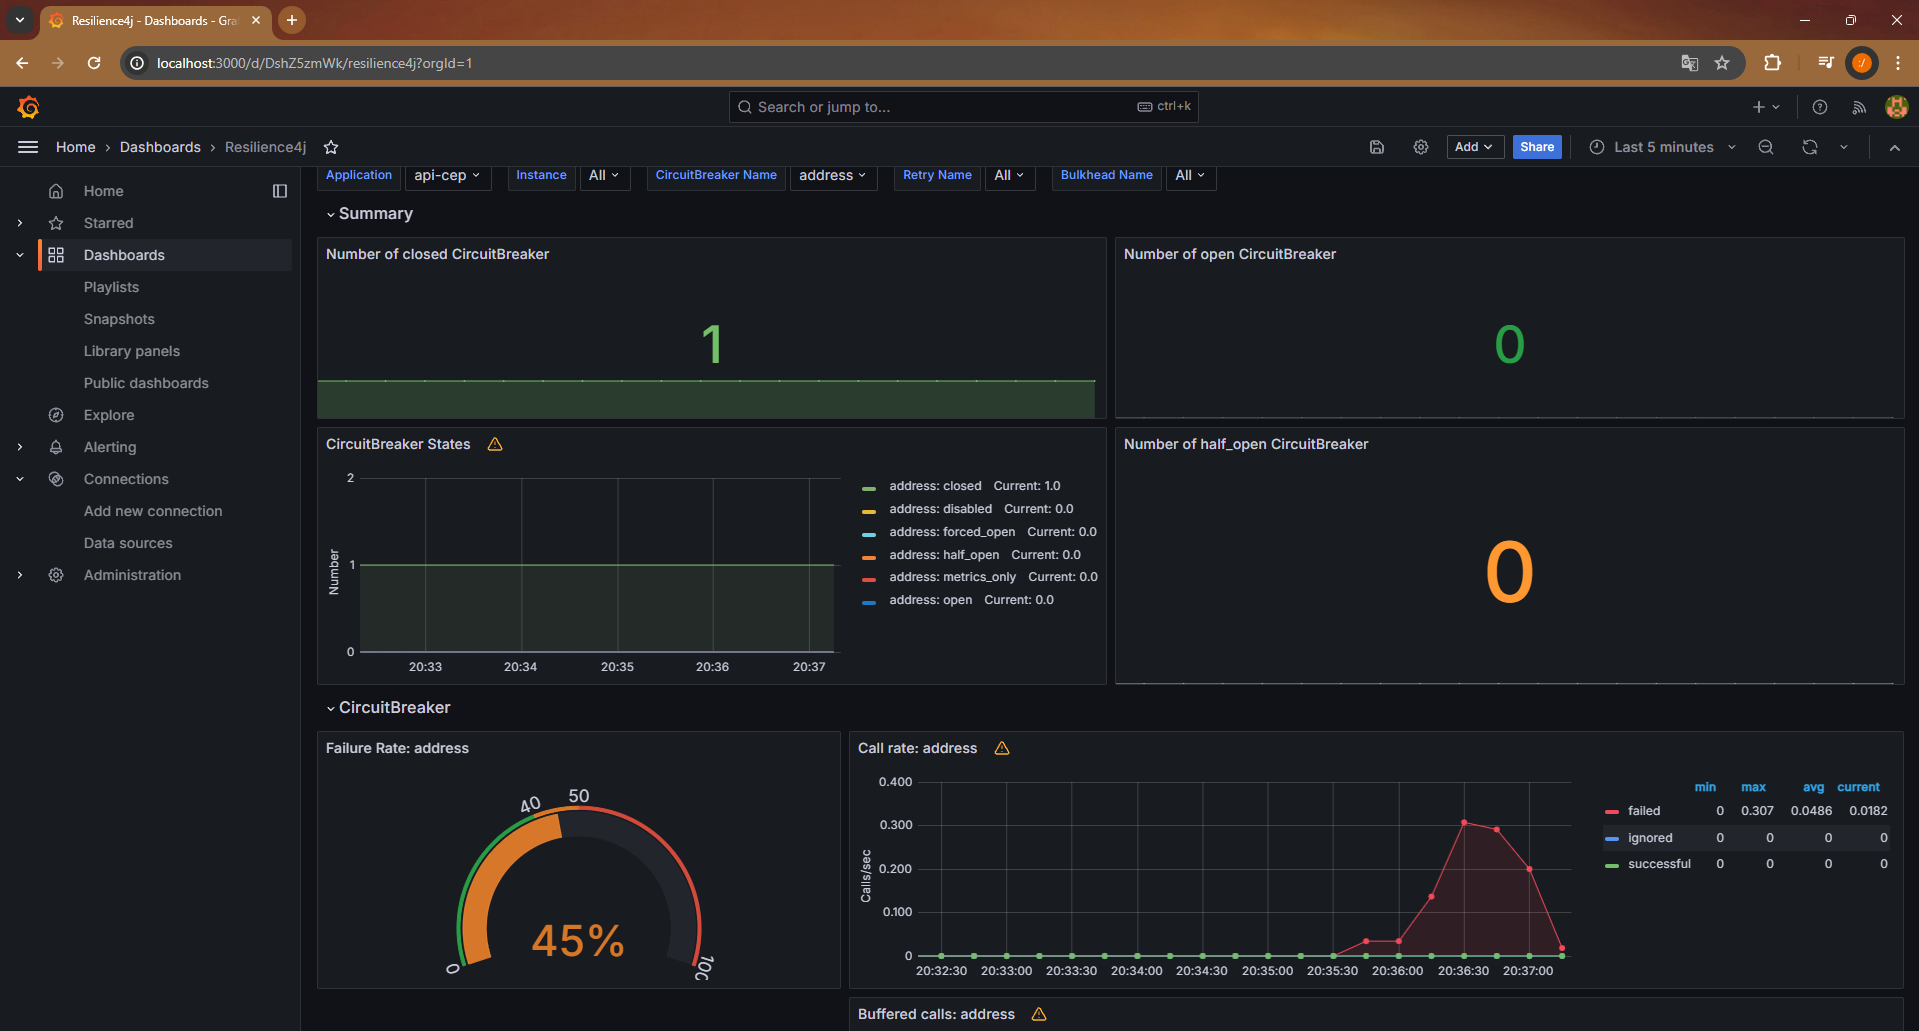 Resilience4j - Dashboards - Gra
localhost:3000/d/DshZ5zmWk/resilience4j?orgId=1
Search or jump to...
ctrl+k
Home › Dashboards › Resilience4j
Add
Share
Last 5 minutes
Home
Starred
Dashboards
Playlists
Snapshots
Library panels
Public dashboards
Explore
Alerting
Connections
Add new connection
Data sources
Administration
Application api-cep Instance All CircuitBreaker Name address Retry Name All Bulkhead Name All
Summary
Number of closed CircuitBreaker
1
Number of open CircuitBreaker
0
CircuitBreaker States
Number
2
1
0
20:33 20:34 20:35 20:36 20:37
address: closed Current: 1.0
address: disabled Current: 0.0
address: forced_open Current: 0.0
address: half_open Current: 0.0
address: metrics_only Current: 0.0
address: open Current: 0.0
Number of half_open CircuitBreaker
0
CircuitBreaker
Failure Rate: address
0 40 50 100
45%
Call rate: address
Calls/sec
0.400
0.300
0.200
0.100
0
20:32:30 20:33:00 20:33:30 20:34:00 20:34:30 20:35:00 20:35:30 20:36:00 20:36:30 20:37:00
min max avg current
failed 0 0.307 0.0486 0.0182
ignored 0 0 0 0
successful 0 0 0 0
Buffered calls: address